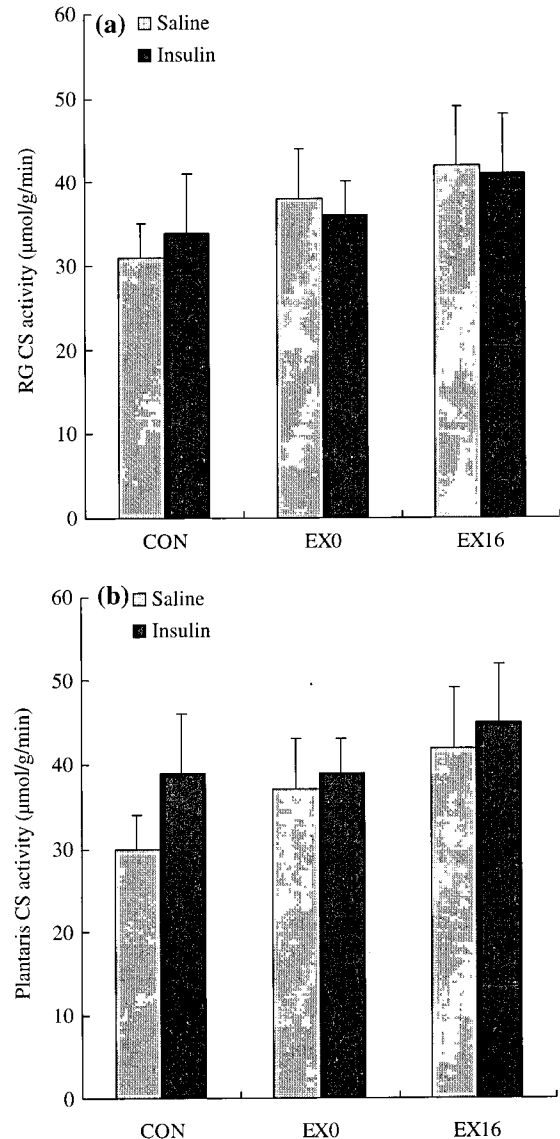 (a)
Saline
Insulin
60
50
40
30
20
10
0
RG CS activity (µmol/g/min)
CON EX0 EX16
(b)
Saline
Insulin
60
50
40
30
20
10
0
Plantaris CS activity (µmol/g/min)
CON EX0 EX16